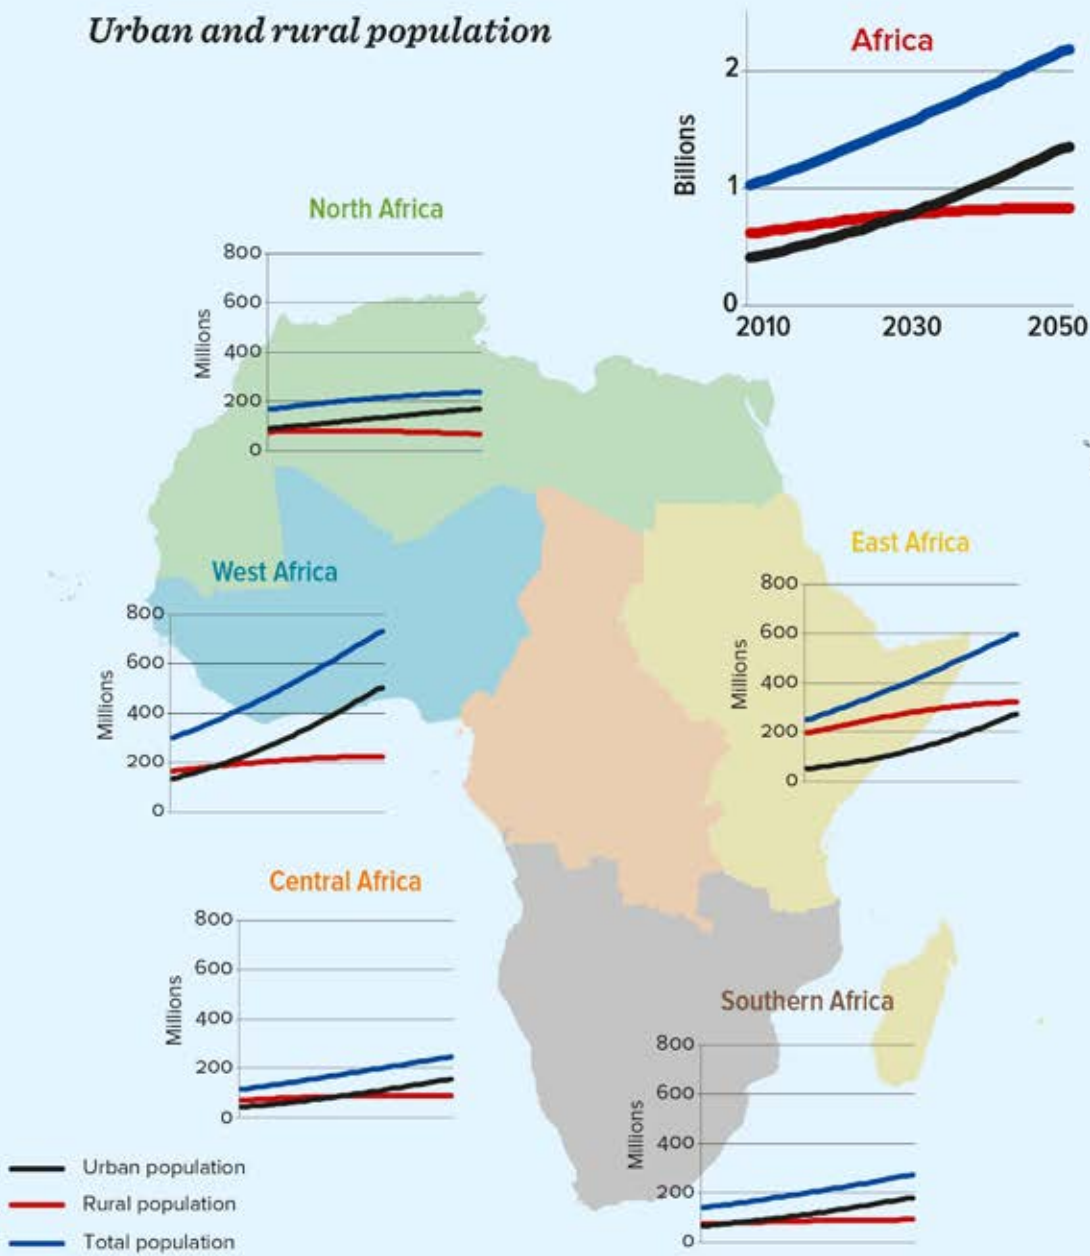 Urban and rural population
Africa
Billions
2
1
0
2010 2030 2050
North Africa
Millions
800
600
400
200
0
West Africa
Millions
800
600
400
200
0
East Africa
Millions
800
600
400
200
0
Central Africa
Millions
800
600
400
200
0
Southern Africa
Millions
800
600
400
200
0
Urban population
Rural population
Total population